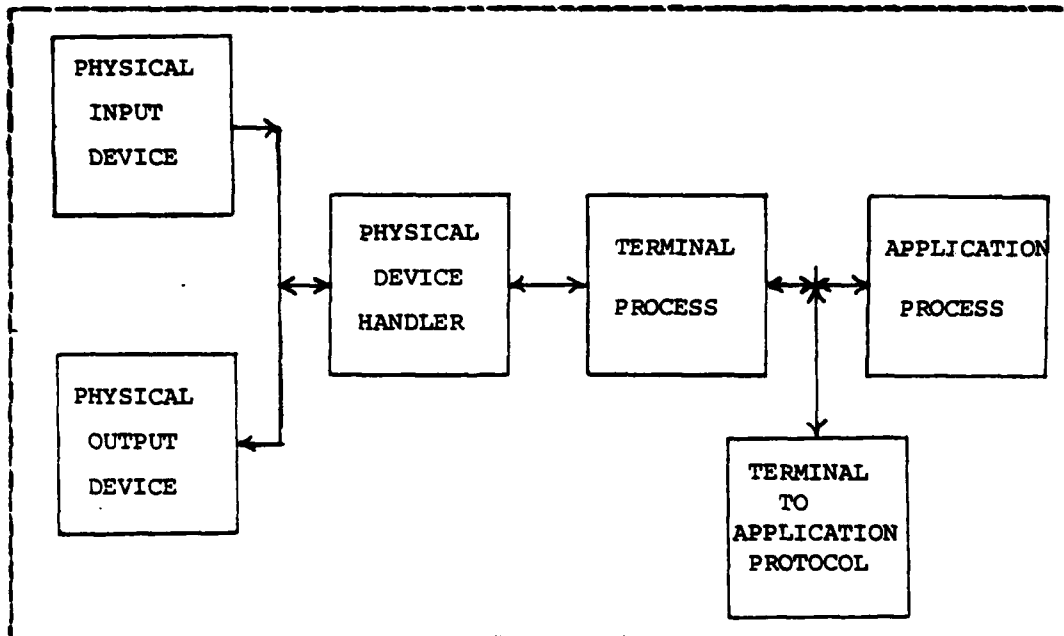 PHYSICAL
INPUT
DEVICE
PHYSICAL
OUTPUT
DEVICE
PHYSICAL
DEVICE
HANDLER
TERMINAL
PROCESS
APPLICATION
PROCESS
TERMINAL
TO
APPLICATION
PROTOCOL